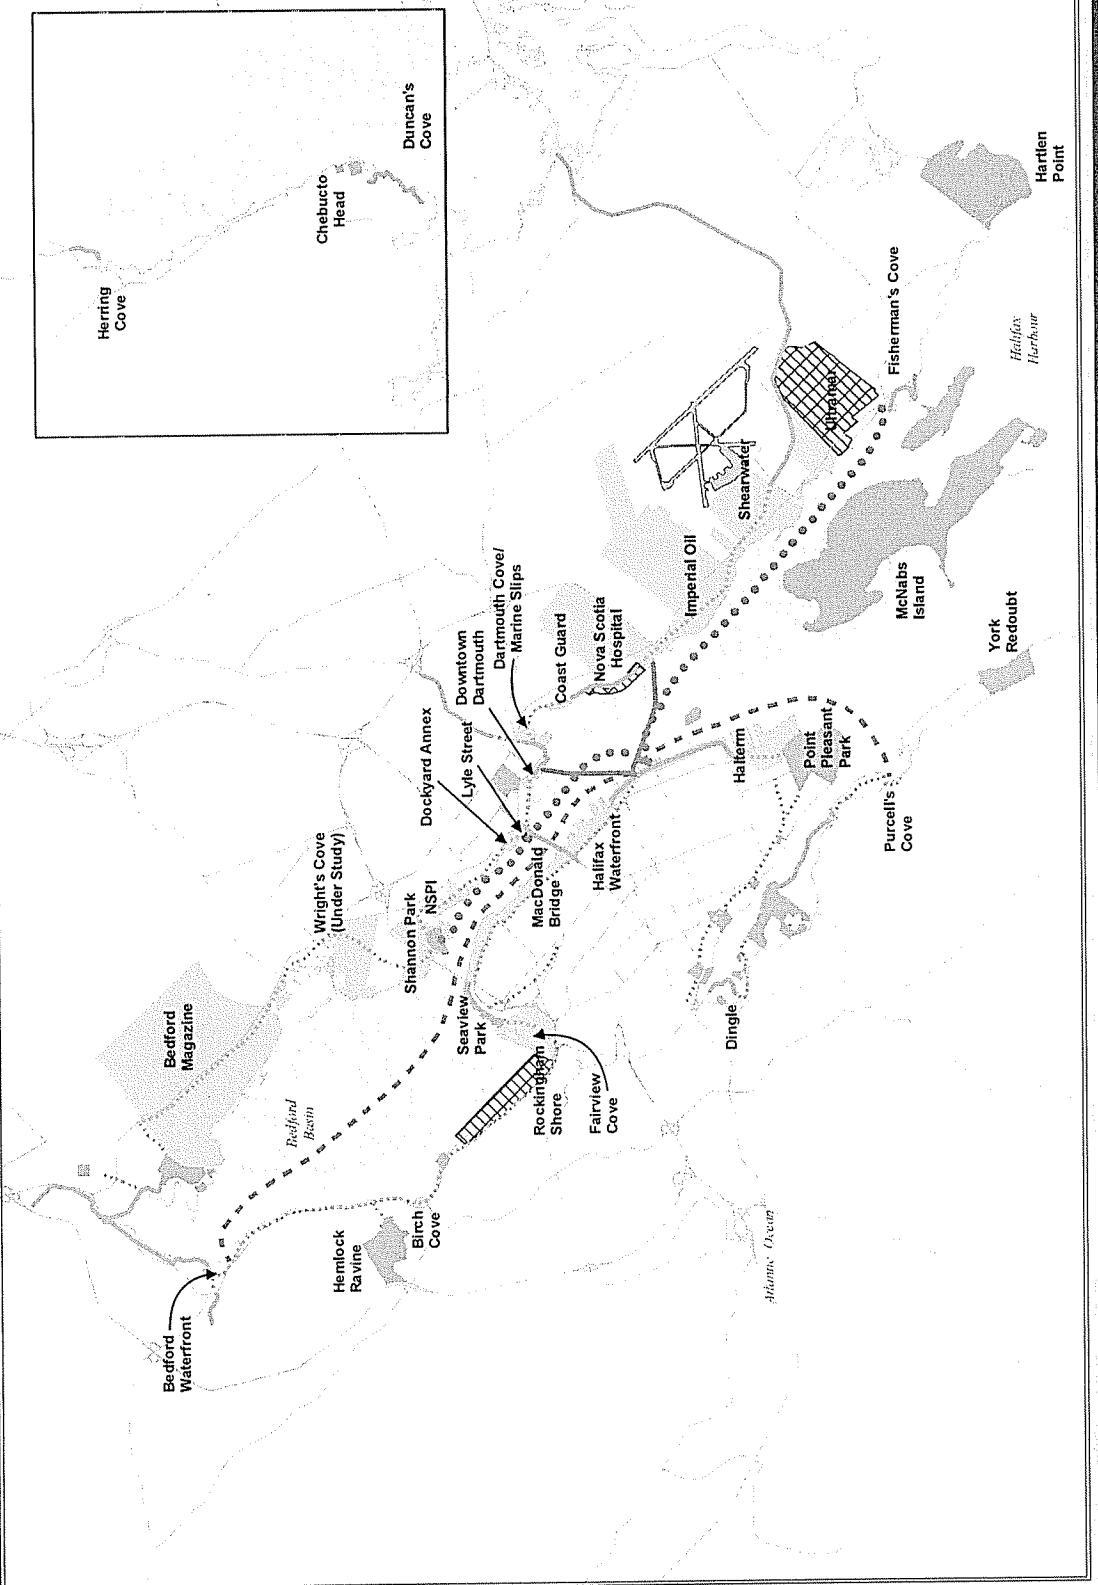 Herring
Cove
Chebucto
Head
Duncan's
Cove
Bedford
Waterfront
Bedford
Magazine
Bedford
Basin
Hemlock
Ravine
Birch
Cove
Wright's Cove
(Under Study)
Shannon Park
NSPI
Seaview
Park
Rockingham
Shore
Fairview
Cove
Dockyard Annex
Lyle Street
Downtown
Dartmouth
Dartmouth Cove/
Marine Slips
MacDonald
Bridge
Halifax
Waterfront
Coast Guard
Nova Scotia
Hospital
Imperial Oil
Shearwater
Ultramar
Fisherman's Cove
Hartlen
Point
Halifax
Harbour
McNabs
Island
York
Redoubt
Halterm
Point
Pleasant
Park
Purcell's
Cove
Dingle
Atlantic Ocean